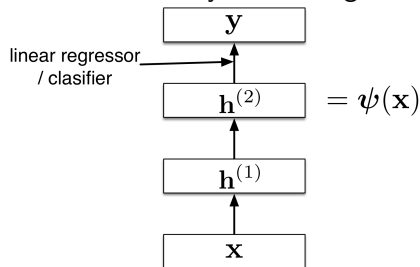 y
linear regressor
/ clasifier
h^{(2)} = ψ(x)
h^{(1)}
x